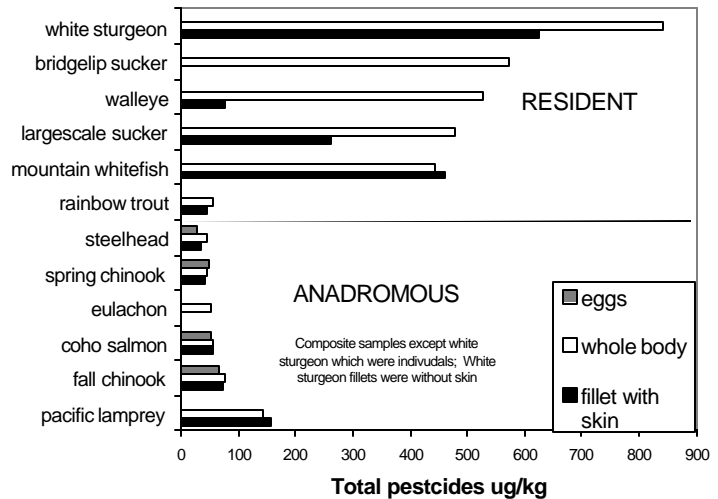 white sturgeon
bridgelip sucker
walleye
largescale sucker
mountain whitefish
rainbow trout
steelhead
spring chinook
eulachon
coho salmon
fall chinook
pacific lamprey
RESIDENT
ANADROMOUS
Composite samples except white
sturgeon which were indivudals; White
sturgeon fillets were without skin
eggs
whole body
fillet with
skin
0 100 200 300 400 500 600 700 800 900
Total pestcides ug/kg